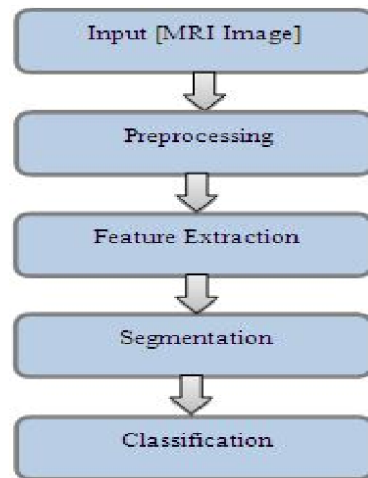 Input [MRI Image]
Preprocessing
Feature Extraction
Segmentation
Classification